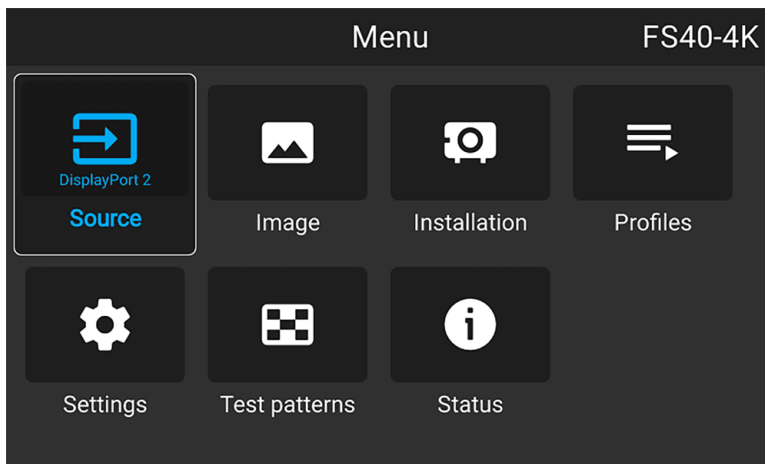 Menu
FS40-4K
DisplayPort 2
Source
Image
Installation
Profiles
Settings
Test patterns
Status